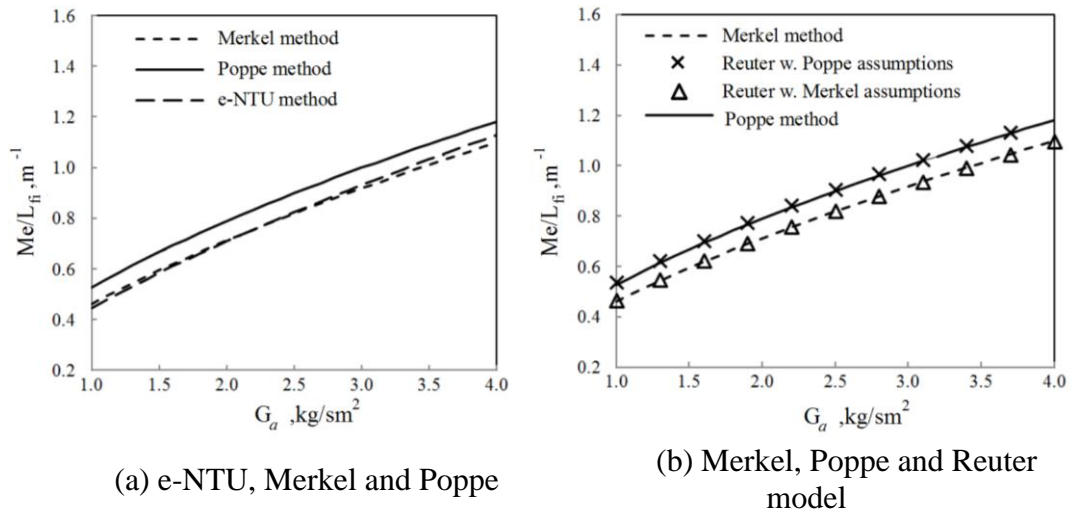 1.6
1.4
1.2
1.0
0.8
0.6
0.4
0.2
Me/L_fi ,m^-1
Merkel method
Poppe method
e-NTU method
1.0 1.5 2.0 2.5 3.0 3.5 4.0
G_a ,kg/sm^2
(a) e-NTU, Merkel and Poppe
1.6
1.4
1.2
1.0
0.8
0.6
0.4
0.2
Me/L_fi ,m^-1
Merkel method
Reuter w. Poppe assumptions
Reuter w. Merkel assumptions
Poppe method
1.0 1.5 2.0 2.5 3.0 3.5 4.0
G_a ,kg/sm^2
(b) Merkel, Poppe and Reuter
model